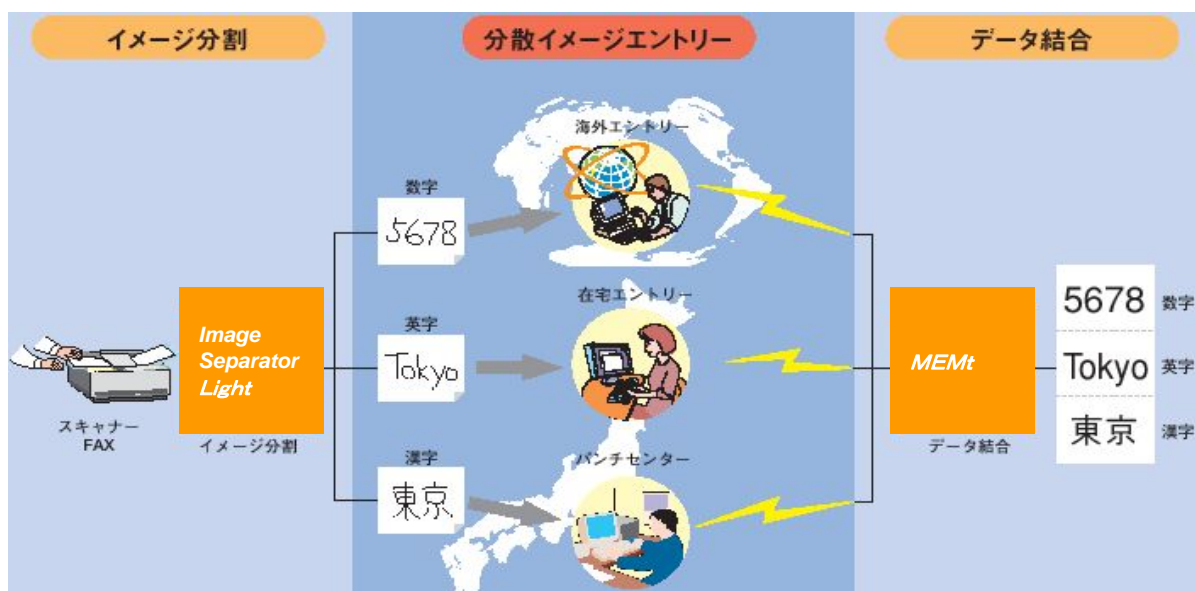 イメージ分割
分散イメージエントリー
データ結合
海外エントリー
数字
5678
在宅エントリー
英字
Tokyo
パンチセンター
漢字
東京
Image
Separator
Light
スキャナー
FAX
イメージ分割
MEMt
データ結合
5678 数字
Tokyo 英字
東京 漢字